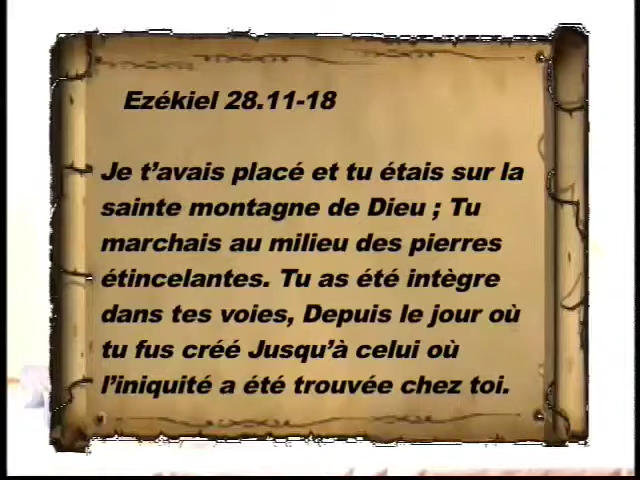 Ezékiel 28.11-18
Je t’avais placé et tu étais sur la
sainte montagne de Dieu ; Tu
marchais au milieu des pierres
étincelantes. Tu as été intègre
dans tes voies, Depuis le jour où
tu fus créé Jusqu’à celui où
l’iniquité a été trouvée chez toi.